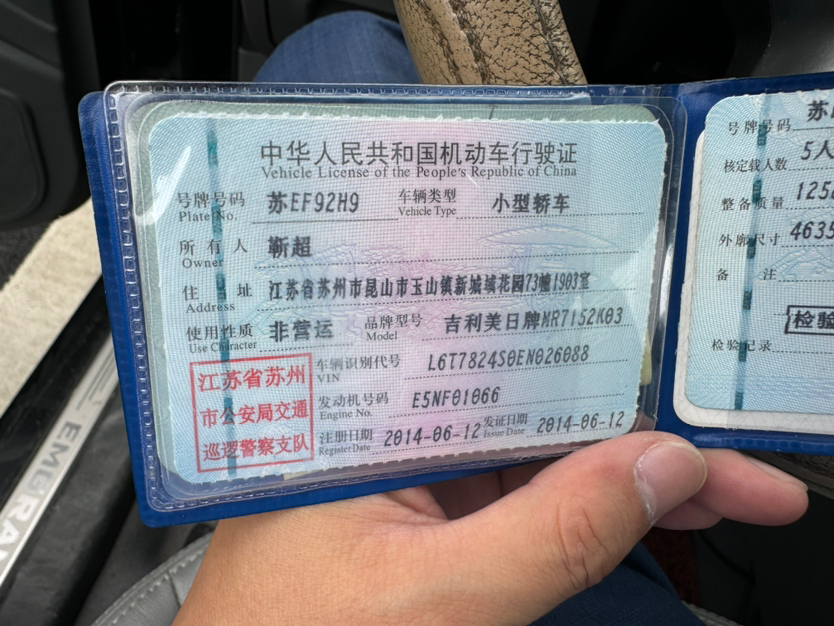 中华人民共和国机动车行驶证
Vehicle License of the People's Republic of China
号牌号码 苏EF92H9 车辆类型 小型轿车
Plate No. Vehicle Type
所有人 靳超
Owner
住址 江苏省苏州市昆山市玉山镇新城域花园73幢1903室
Address
使用性质 非营运 品牌型号 吉利美日牌MR7152K03
Use Character Model
江苏省苏州
市公安局交通
巡逻警察支队
车辆识别代号 L6T7824S0EN026088
VIN
发动机号码 E5NF01066
Engine No.
注册日期 2014-06-12 发证日期 2014-06-12
Register Date Issue Date
号牌号码 苏
核定载人数 5人
整备质量 125
外廓尺寸 4635
备注
检验
检验记录
EMGRA